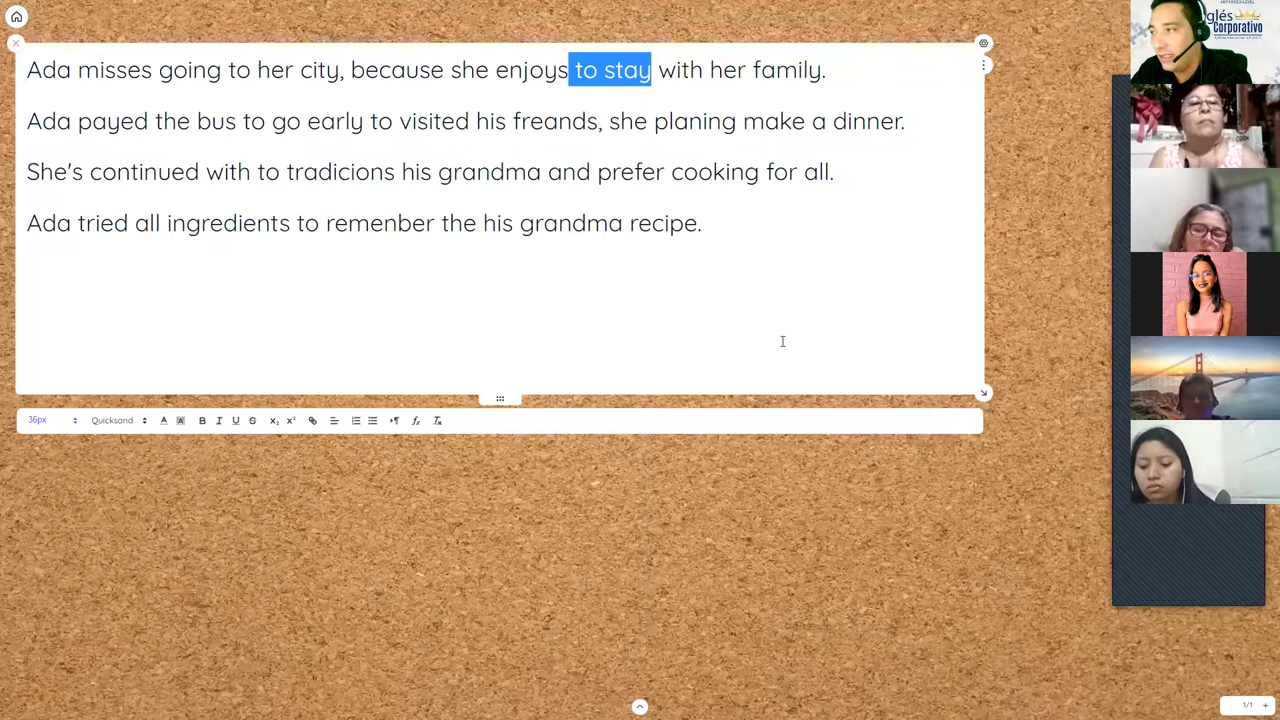 Ada misses going to her city, because she enjoys to stay with her family.
Ada payed the bus to go early to visited his freands, she planing make a dinner.
She's continued with to tradicions his grandma and prefer cooking for all.
Ada tried all ingredients to remenber the his grandma recipe.
36px Quicksand
Corporativo
1/1